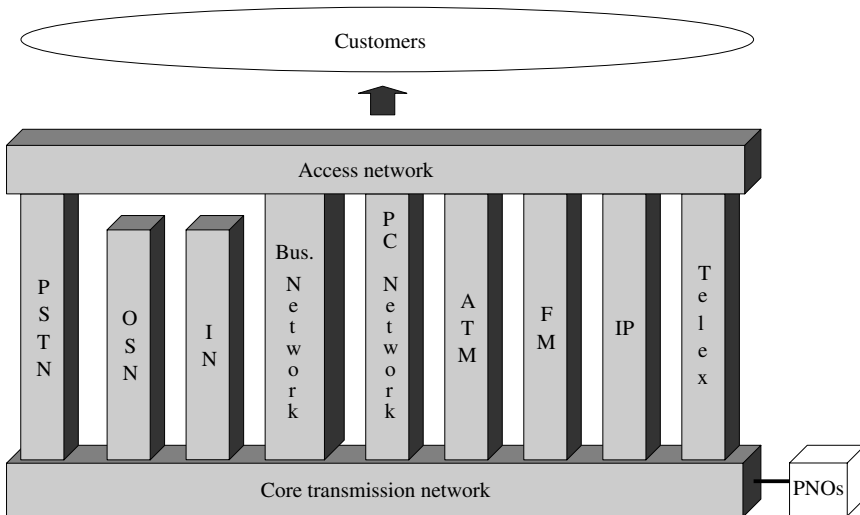 Customers
Access network
PSTN
OSN
IN
Bus. Network
PC Network
ATM
FM
IP
Telex
Core transmission network
PNOs